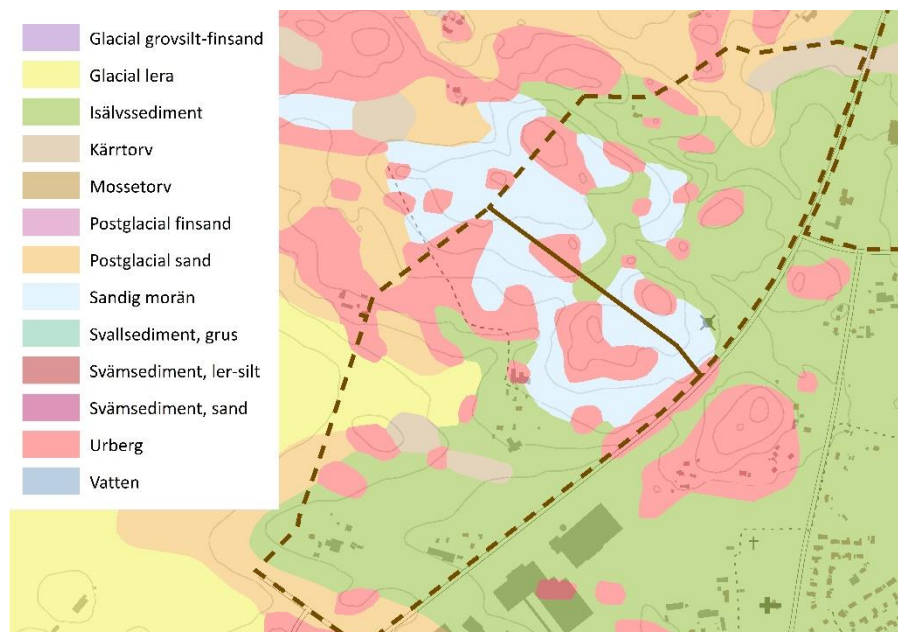 Glacial grovsilt-finsand
Glacial lera
Isälvssediment
Kärrtorv
Mossetorv
Postglacial finsand
Postglacial sand
Sandig morän
Svallsediment, grus
Svämsediment, ler-silt
Svämsediment, sand
Urberg
Vatten